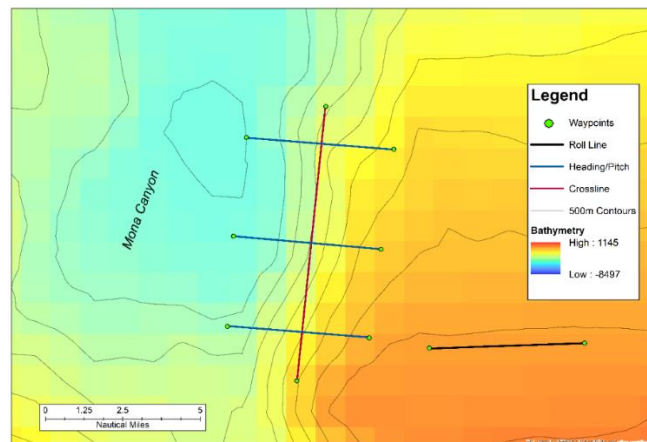 Mona Canyon
Legend
Waypoints
Roll Line
Heading/Pitch
Crossline
500m Contours
Bathymetry
High : 1145
Low : -8497
0 1.25 2.5 5
Nautical Miles